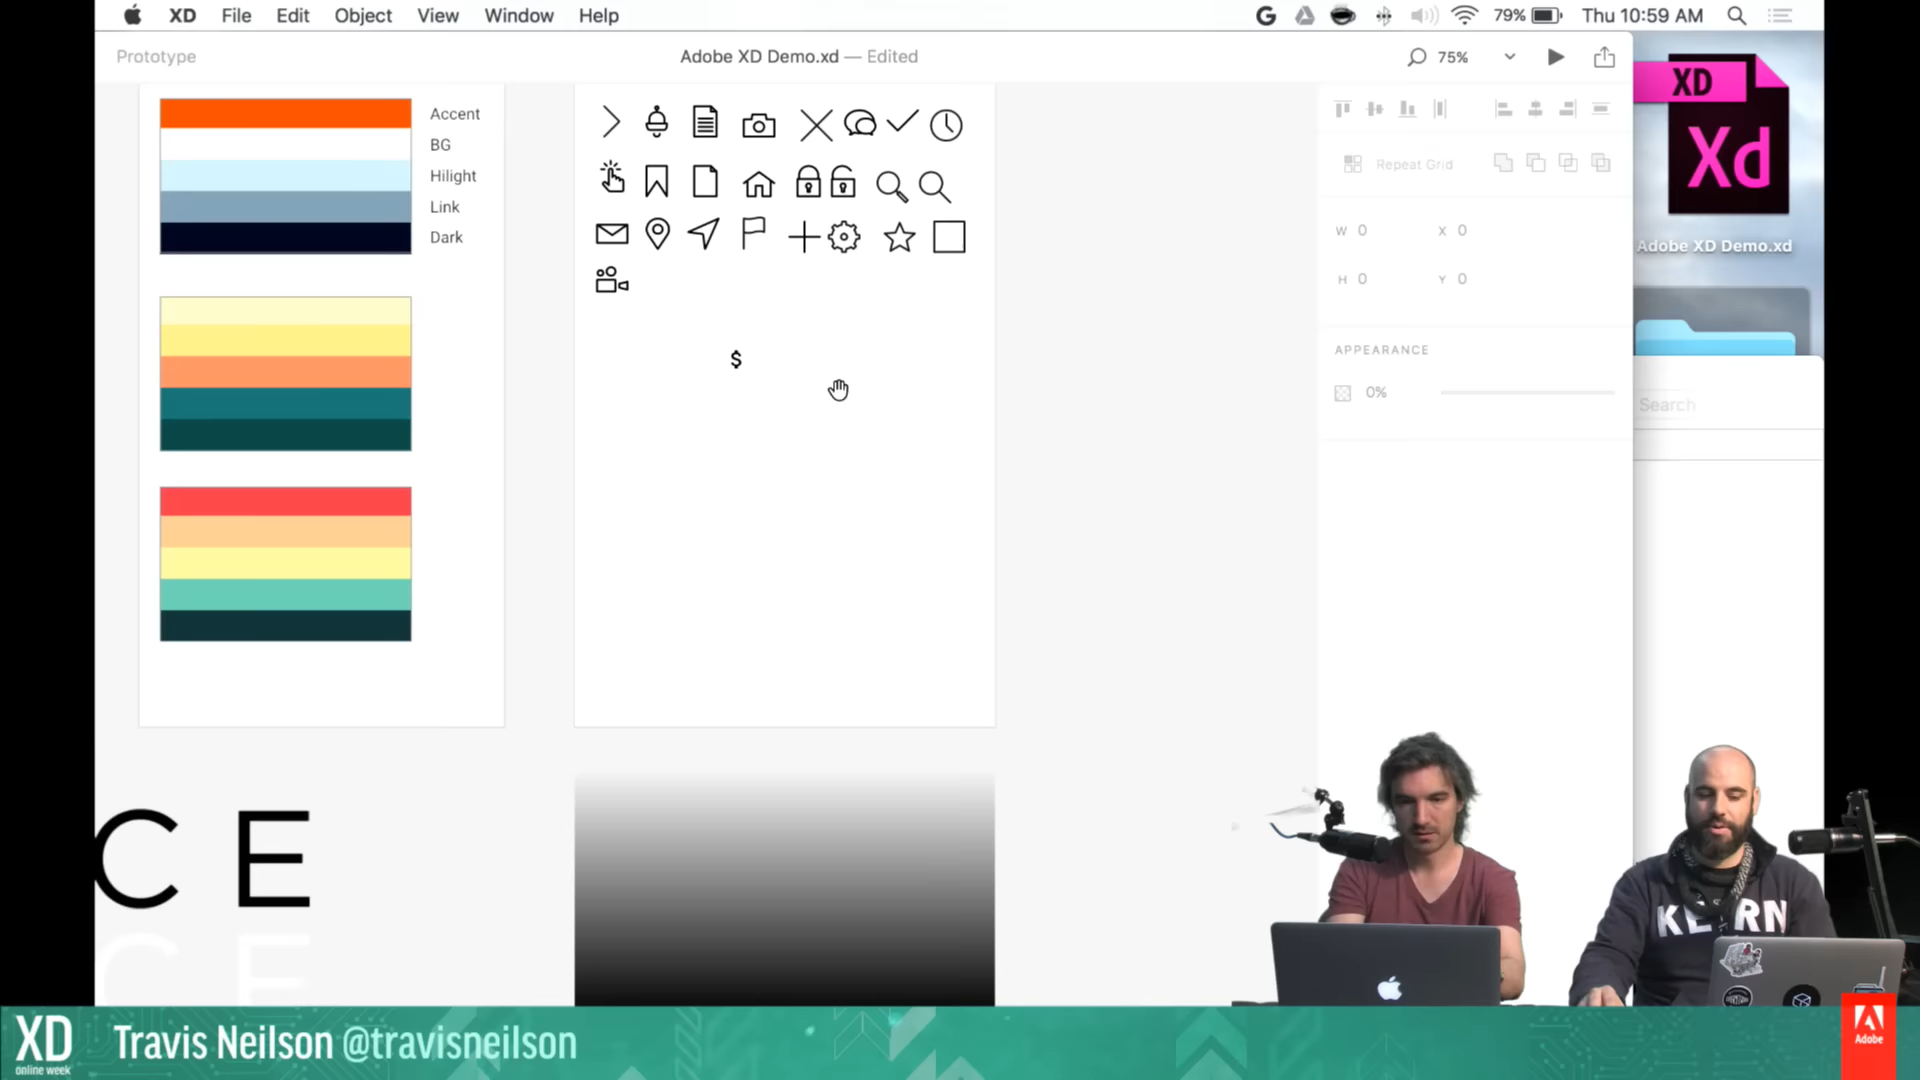 XD File Edit Object View Window Help
79% Thu 10:59 AM
Prototype
Adobe XD Demo.xd — Edited
75%
Accent
BG
Hilight
Link
Dark
$
Repeat Grid
W 0 X 0
H 0 Y 0
APPEARANCE
0%
XD
Xd
Adobe XD Demo.xd
Search
C E
C E
KERN
XD
online week
Travis Neilson @travisneilson
Adobe